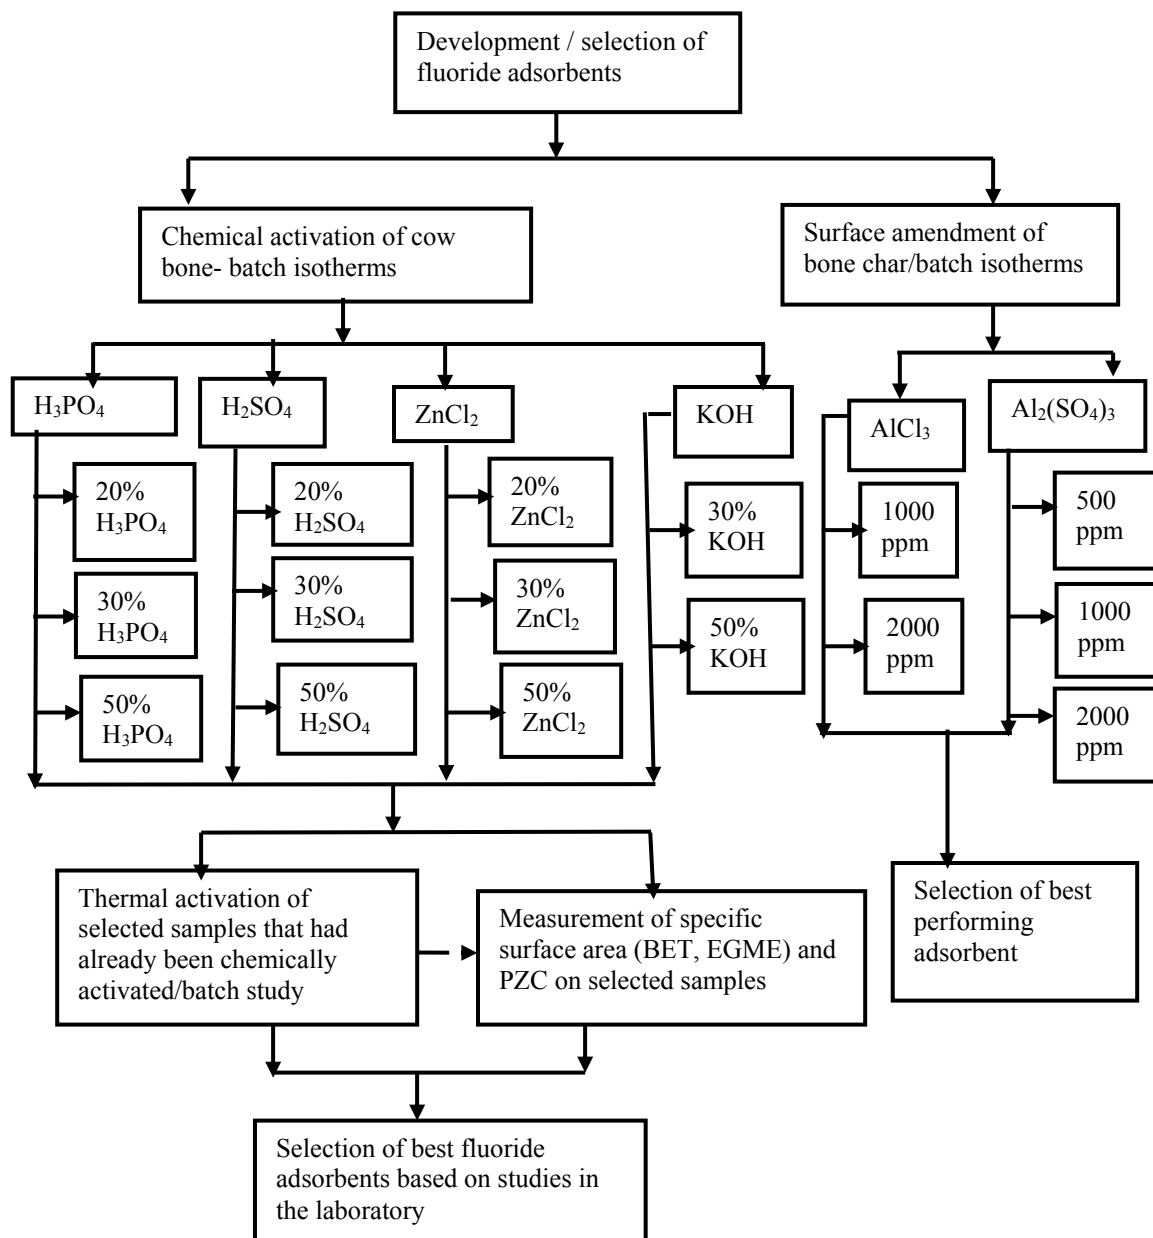 Development / selection of
fluoride adsorbents
Chemical activation of cow
bone- batch isotherms
Surface amendment of
bone char/batch isotherms
H₃PO₄
H₂SO₄
ZnCl₂
KOH
AlCl₃
Al₂(SO₄)₃
20%
H₃PO₄
30%
H₃PO₄
50%
H₃PO₄
20%
H₂SO₄
30%
H₂SO₄
50%
H₂SO₄
20%
ZnCl₂
30%
ZnCl₂
50%
ZnCl₂
30%
KOH
50%
KOH
1000
ppm
2000
ppm
500
ppm
1000
ppm
2000
ppm
Thermal activation of
selected samples that had
already been chemically
activated/batch study
Measurement of specific
surface area (BET, EGME) and
PZC on selected samples
Selection of best
performing
adsorbent
Selection of best fluoride
adsorbents based on studies in
the laboratory